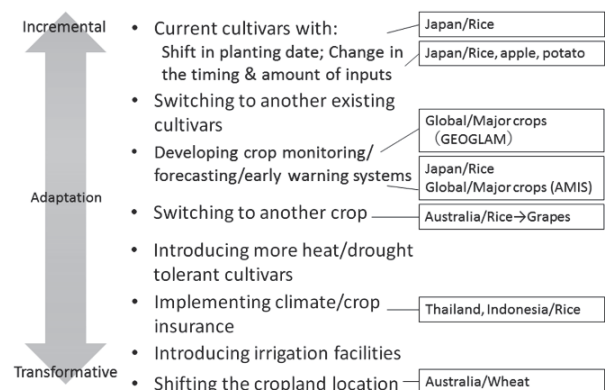 Incremental
Adaptation
Transformative
• Current cultivars with:
Shift in planting date; Change in
the timing & amount of inputs
• Switching to another existing
cultivars
• Developing crop monitoring/
forecasting/early warning systems
• Switching to another crop
• Introducing more heat/drought
tolerant cultivars
• Implementing climate/crop
insurance
• Introducing irrigation facilities
• Shifting the cropland location
Japan/Rice
Japan/Rice, apple, potato
Global/Major crops
(GEOGLAM)
Japan/Rice
Global/Major crops (AMIS)
Australia/Rice→Grapes
Thailand, Indonesia/Rice
Australia/Wheat